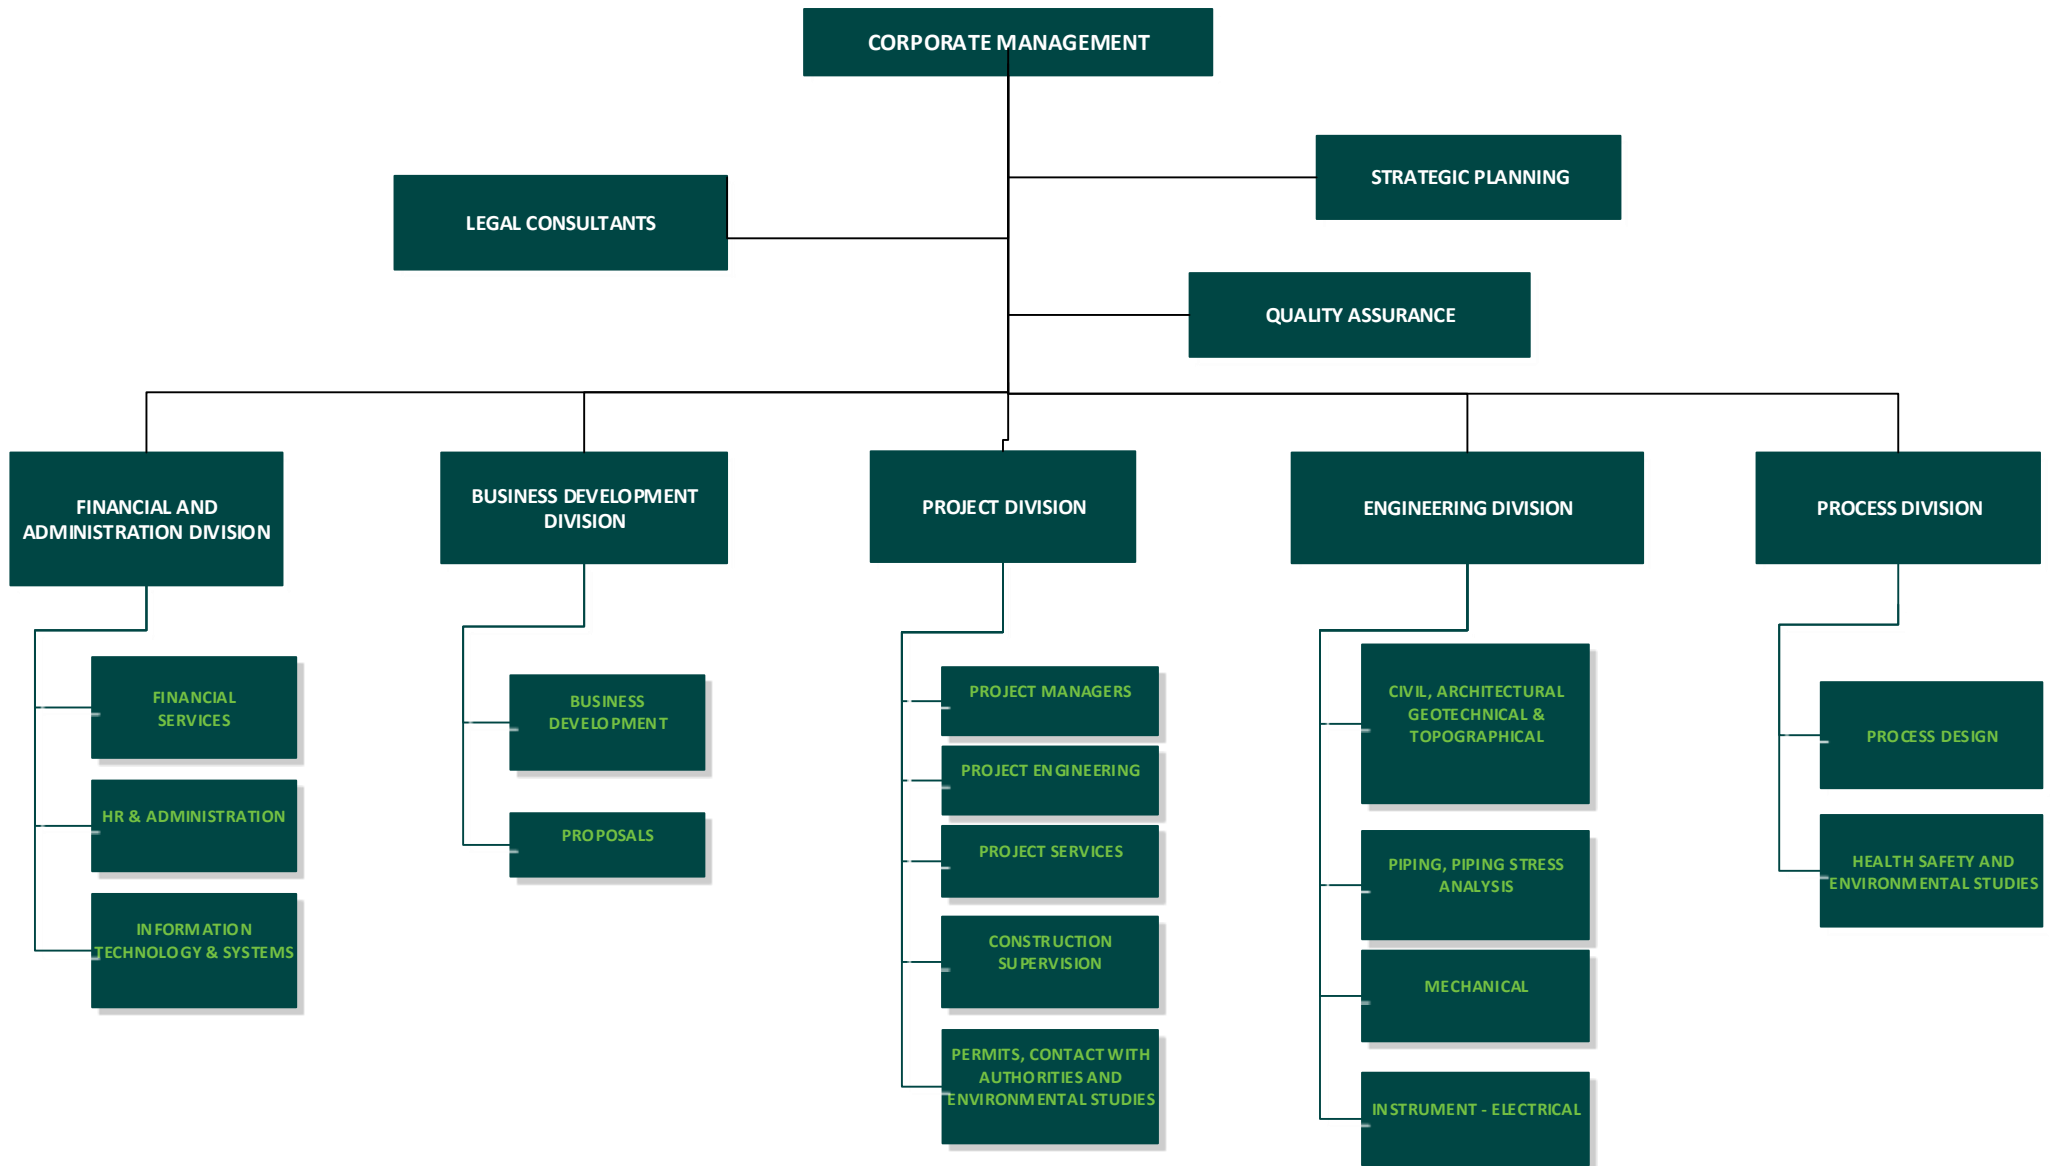 CORPORATE MANAGEMENT
STRATEGIC PLANNING
LEGAL CONSULTANTS
QUALITY ASSURANCE
FINANCIAL AND
ADMINISTRATION DIVISION
BUSINESS DEVELOPMENT
DIVISION
PROJECT DIVISION
ENGINEERING DIVISION
PROCESS DIVISION
FINANCIAL
SERVICES
HR & ADMINISTRATION
INFORMATION
TECHNOLOGY & SYSTEMS
BUSINESS
DEVELOPMENT
PROPOSALS
PROJECT MANAGERS
PROJECT ENGINEERING
PROJECT SERVICES
CONSTRUCTION
SUPERVISION
PERMITS, CONTACT WITH
AUTHORITIES AND
ENVIRONMENTAL STUDIES
CIVIL, ARCHITECTURAL
GEOTECHNICAL &
TOPOGRAPHICAL
PIPING, PIPING STRESS
ANALYSIS
MECHANICAL
INSTRUMENT - ELECTRICAL
PROCESS DESIGN
HEALTH SAFETY AND
ENVIRONMENTAL STUDIES